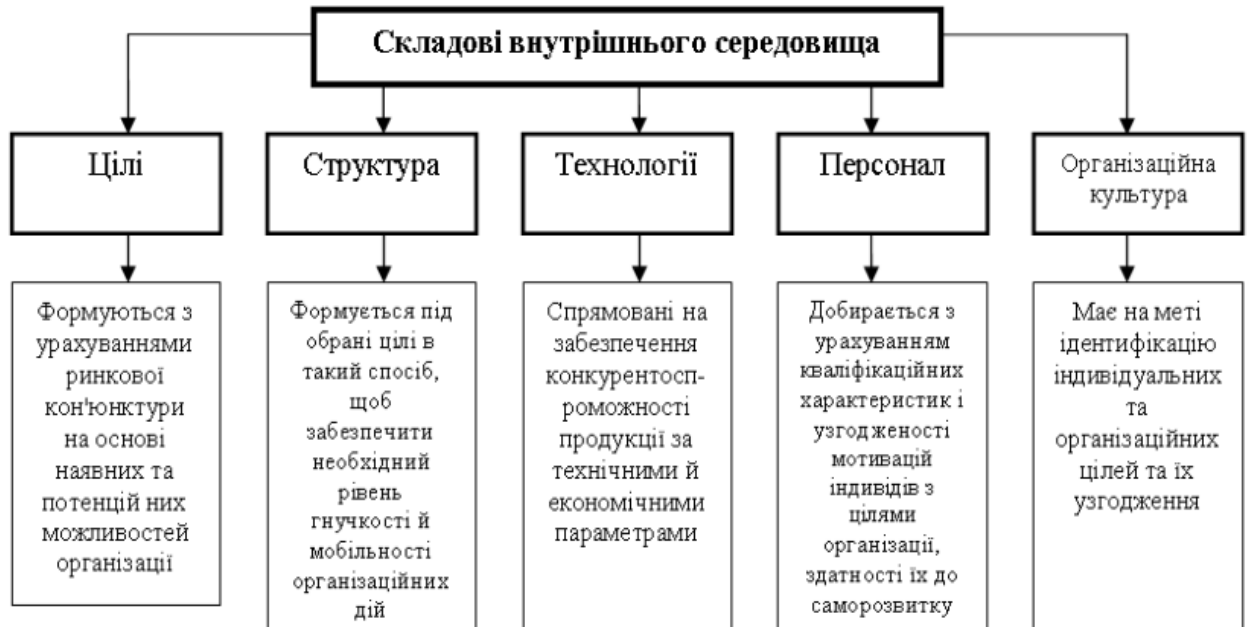 Складові внутрішнього середовища
Цілі
Структура
Технології
Персонал
Організаційна
культура
Формуються з
урахуваннями
ринкової
кон'юнктури
на основі
наявних та
потенцій них
можливостей
організації
Формується під
обрані цілі в
такий спосіб,
щоб
забезпечити
необхідний
рівень
гнучкості й
мобільності
організаційних
дій
Спрямовані на
забезпечення
конкурентосп-
роможності
продукції за
технічними й
економічними
параметрами
Добирається з
урахуванням
кваліфікаційних
характеристик і
узгодженості
мотивацій
індивідів з
цілями
організації,
здатності їх до
саморозвитку
Має на меті
ідентифікацію
індивідуальних
та
організаційних
цілей та їх
узгодження